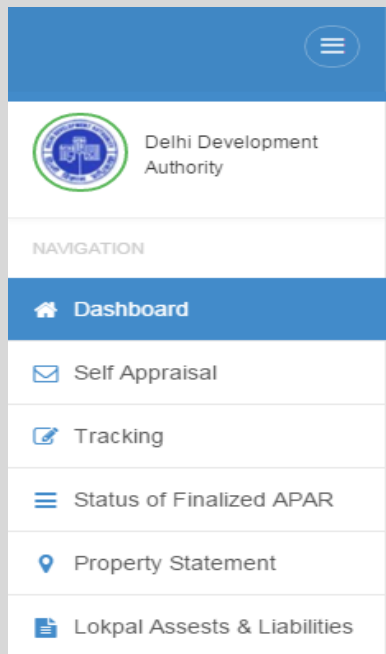 Delhi Development
Authority
NAVIGATION
Dashboard
Self Appraisal
Tracking
Status of Finalized APAR
Property Statement
Lokpal Assests & Liabilities